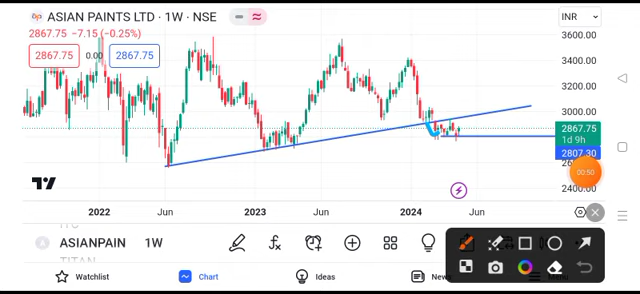 ASIAN PAINTS LTD · 1W · NSE
INR
2867.75 −7.15 (−0.25%)
2867.75
0.00
2867.75
3600.00
3400.00
3200.00
3000.00
2867.75
1d 9h
2807.30
00:50
2400.00
2022
Jun
2023
Jun
2024
Jun
ASIANPAIN 1W
TITAN
Watchlist
Chart
Ideas
News
Menu